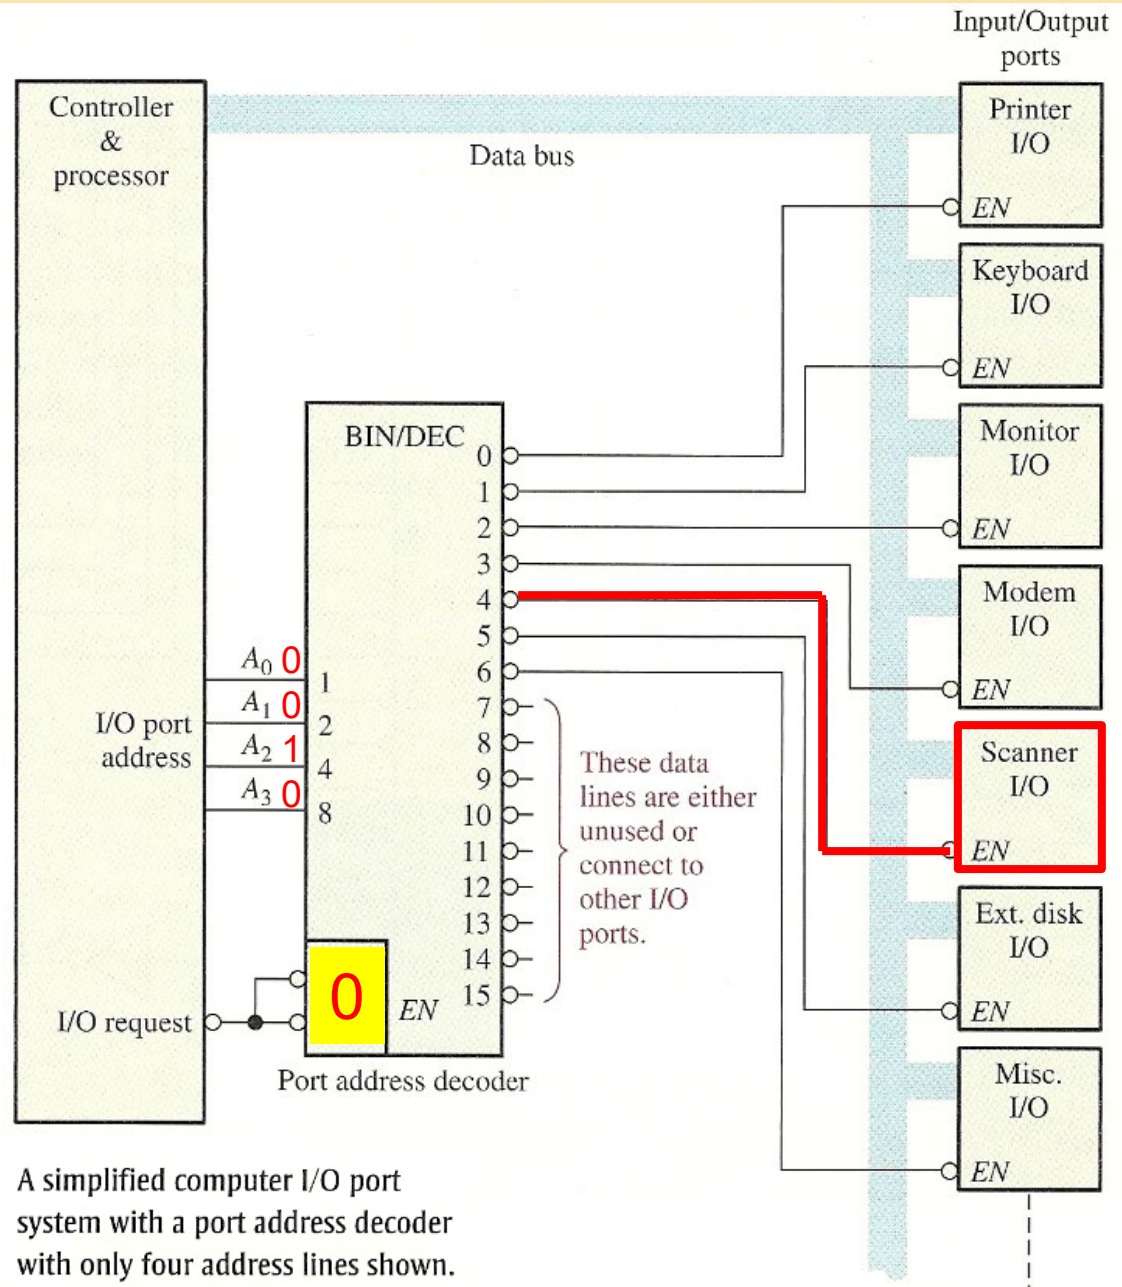 Input/Output
ports
Controller
&
processor
Data bus
Printer
I/O
EN
Keyboard
I/O
EN
Monitor
I/O
EN
Modem
I/O
EN
Scanner
I/O
EN
Ext. disk
I/O
EN
Misc.
I/O
EN
BIN/DEC
0
1
2
3
4
5
6
7
8
9
10
11
12
13
14
15
A0 0
A1 0
A2 1
A3 0
1
2
4
8
I/O port
address
These data
lines are either
unused or
connect to
other I/O
ports.
0
EN
I/O request
Port address decoder
A simplified computer I/O port
system with a port address decoder
with only four address lines shown.